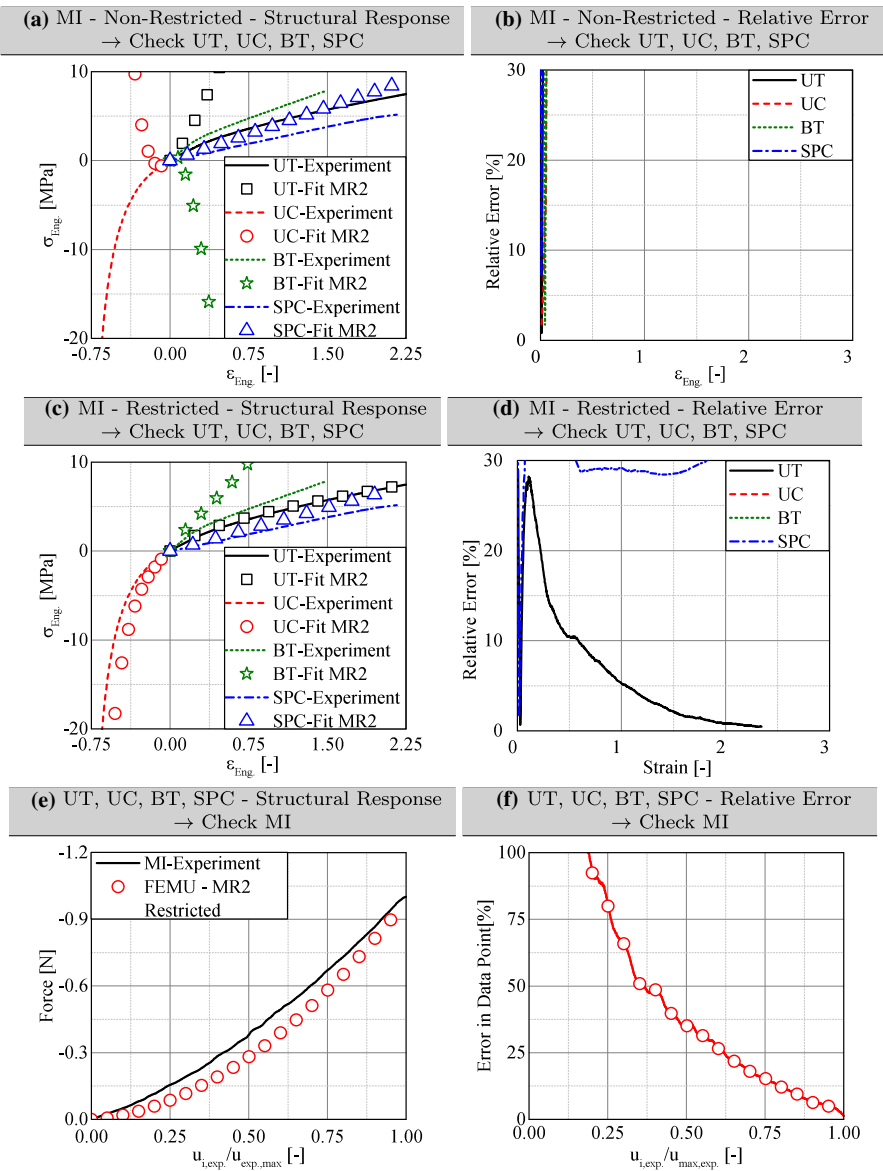 (a) MI - Non-Restricted - Structural Response
→ Check UT, UC, BT, SPC
10
0
-10
-20
σEng. [MPa]
-0.75
0.00
0.75
1.50
2.25
εEng. [-]
UT-Experiment
UT-Fit MR2
UC-Experiment
UC-Fit MR2
BT-Experiment
BT-Fit MR2
SPC-Experiment
SPC-Fit MR2
(b) MI - Non-Restricted - Relative Error
→ Check UT, UC, BT, SPC
30
20
10
0
Relative Error [%]
0
1
2
3
εEng. [-]
UT
UC
BT
SPC
(c) MI - Restricted - Structural Response
→ Check UT, UC, BT, SPC
10
0
-10
-20
σEng. [MPa]
-0.75
0.00
0.75
1.50
2.25
εEng. [-]
UT-Experiment
UT-Fit MR2
UC-Experiment
UC-Fit MR2
BT-Experiment
BT-Fit MR2
SPC-Experiment
SPC-Fit MR2
(d) MI - Restricted - Relative Error
→ Check UT, UC, BT, SPC
30
20
10
0
Relative Error [%]
0
1
2
3
Strain [-]
UT
UC
BT
SPC
(e) UT, UC, BT, SPC - Structural Response
→ Check MI
-1.2
-0.9
-0.6
-0.3
0.0
Force [N]
0.00
0.25
0.50
0.75
1.00
ui,exp./uexp.,max [-]
MI-Experiment
FEMU - MR2
Restricted
(f) UT, UC, BT, SPC - Relative Error
→ Check MI
100
75
50
25
0
Error in Data Point[%]
0.00
0.25
0.50
0.75
1.00
ui,exp./umax,exp. [-]